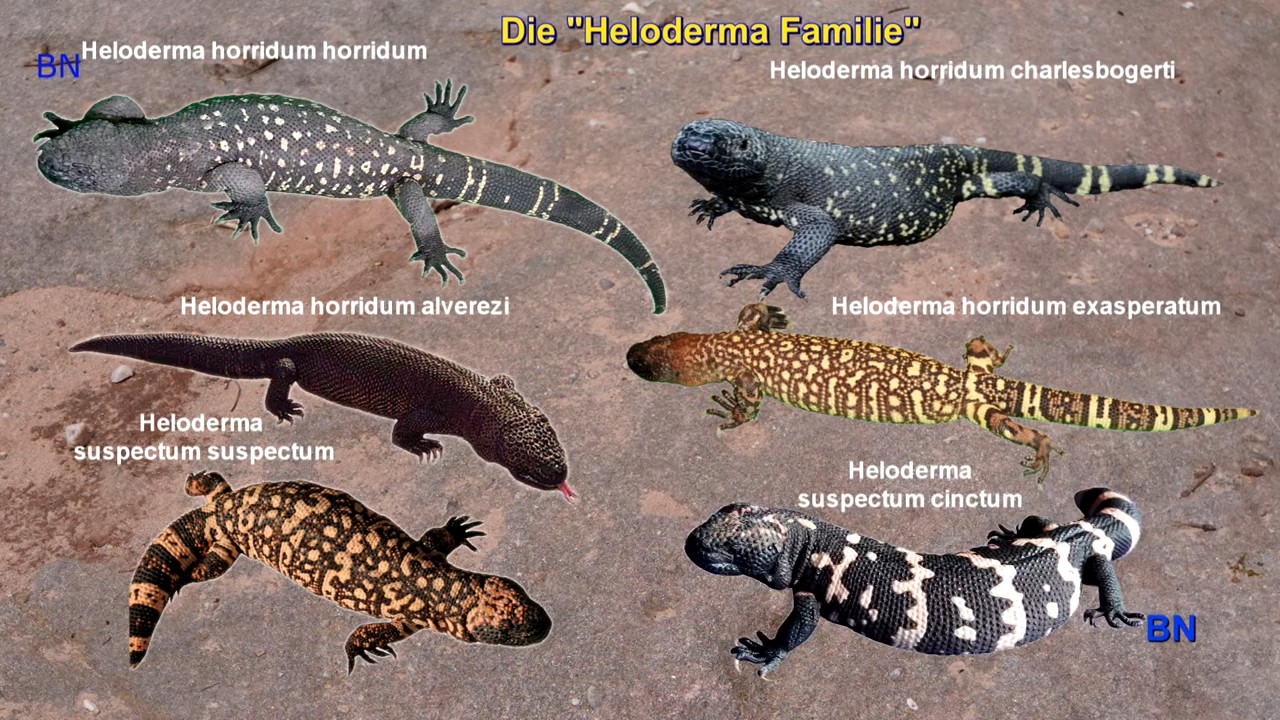 Die "Heloderma Familie"
BN
Heloderma horridum horridum
Heloderma horridum charlesbogerti
Heloderma horridum alverezi
Heloderma horridum exasperatum
Heloderma
suspectum suspectum
Heloderma
suspectum cinctum
BN